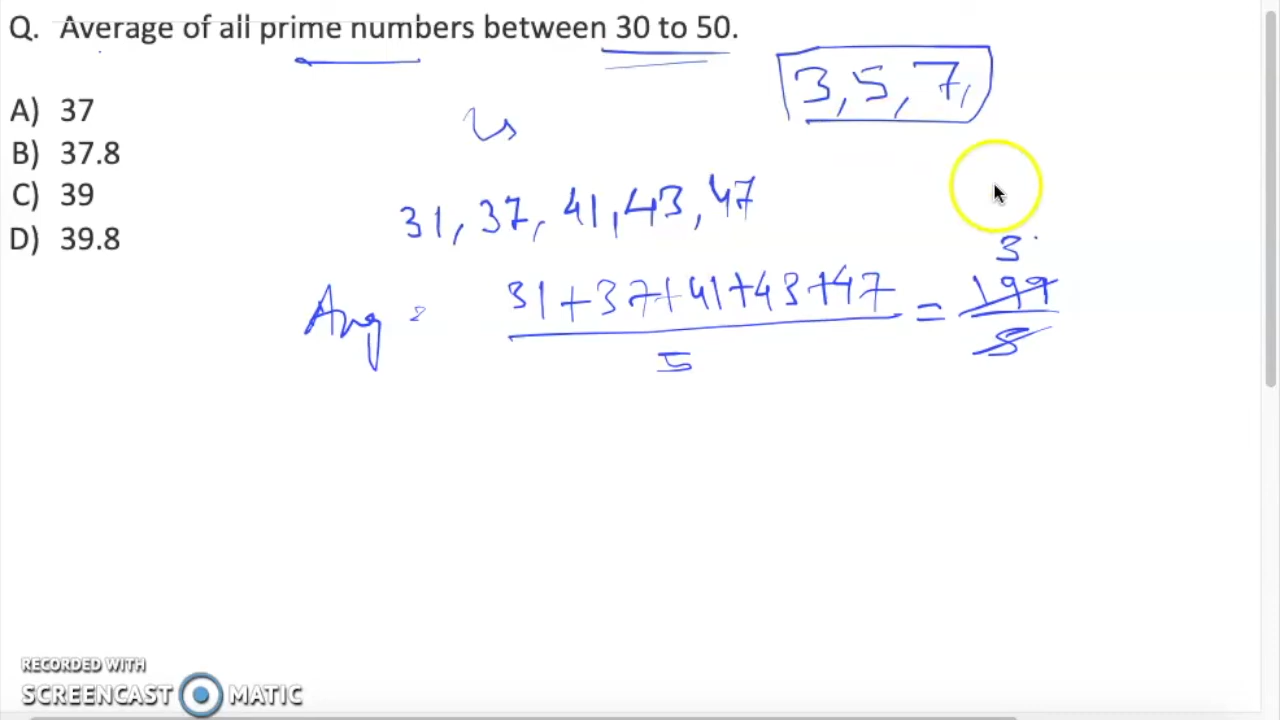 Q. Average of all prime numbers between 30 to 50.
3, 5, 7,
A) 37
B) 37.8
C) 39
D) 39.8
31, 37, 41, 43, 47
3
Avg = 31+37+41+43+47 = 199
5 5
RECORDED WITH
SCREENCAST MATIC